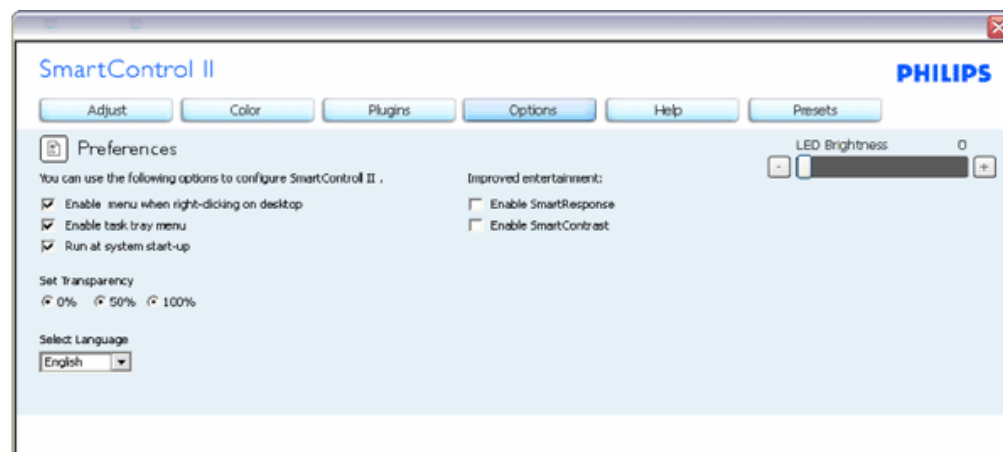 SmartControl II
PHILIPS
Adjust Color Plugins Options Help Presets
Preferences
LED Brightness 0
- +
You can use the following options to configure SmartControl II .
Improved entertainment:
Enable menu when right-clicking on desktop
Enable SmartResponse
Enable task tray menu
Enable SmartContrast
Run at system start-up
Set Transparency
0% 50% 100%
Select Language
English